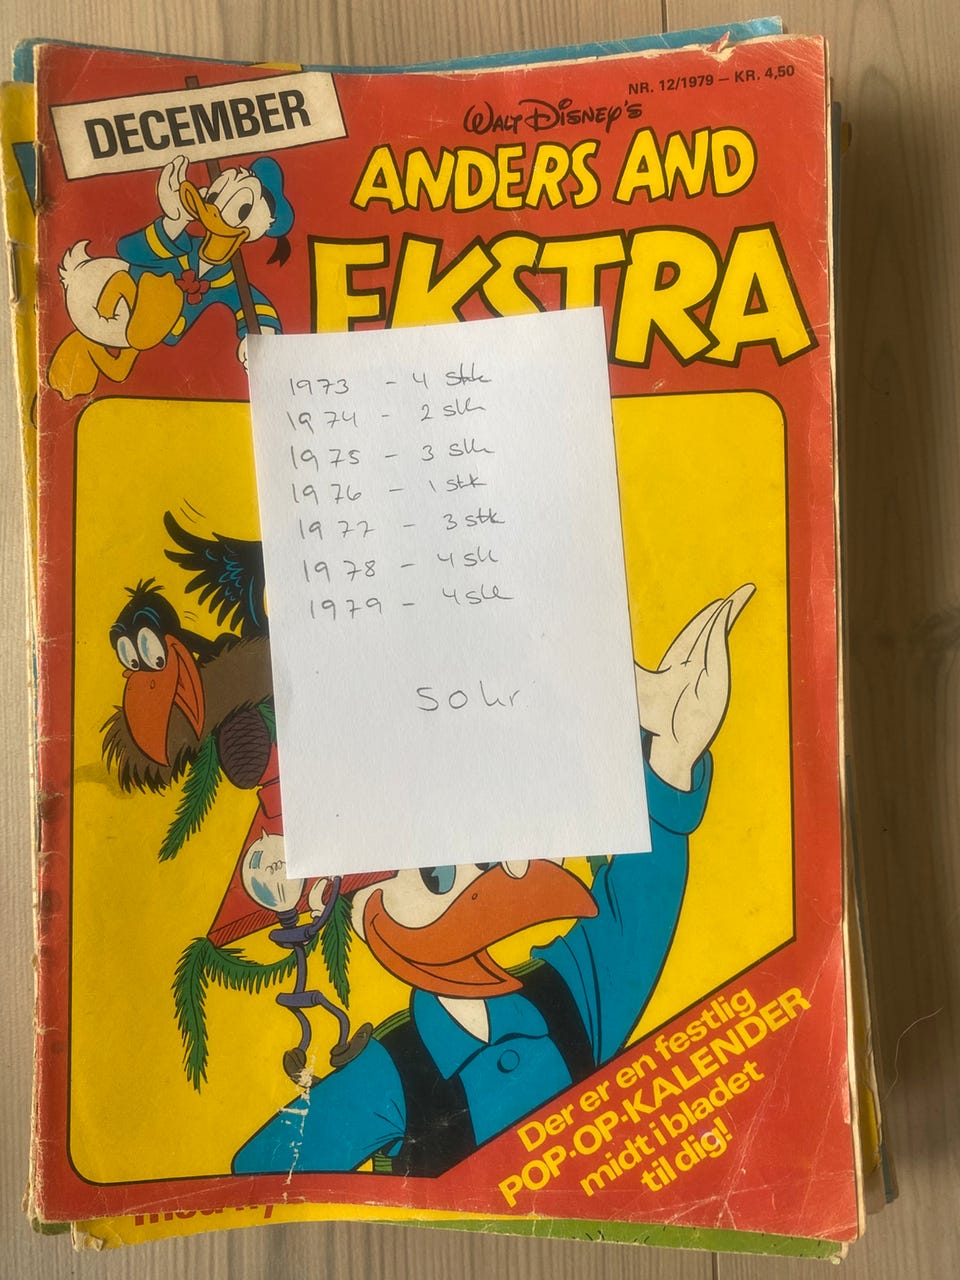 DECEMBER
NR. 12/1979 – KR. 4,50
WALT DISNEY'S
ANDERS AND
EKSTRA
1973 - 4 stk
1974 - 2 stk
1975 - 3 stk
1976 - 1 stk
1977 - 3 stk
1978 - 4 stk
1979 - 4 stk
50 kr
Der er en festlig
POP-OP-KALENDER
midt i bladet
til dig!